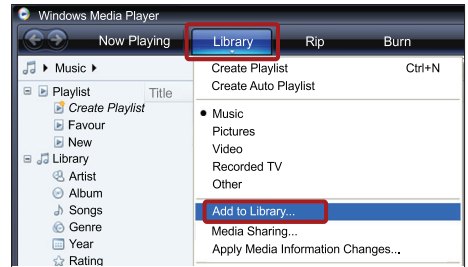 Windows Media Player
Now Playing Library Rip Burn
Music
Playlist Title
Create Playlist
Favour
New
Library
Artist
Album
Songs
Genre
Year
Rating
Create Playlist Ctrl+N
Create Auto Playlist
Music
Pictures
Video
Recorded TV
Other
Add to Library...
Media Sharing...
Apply Media Information Changes...